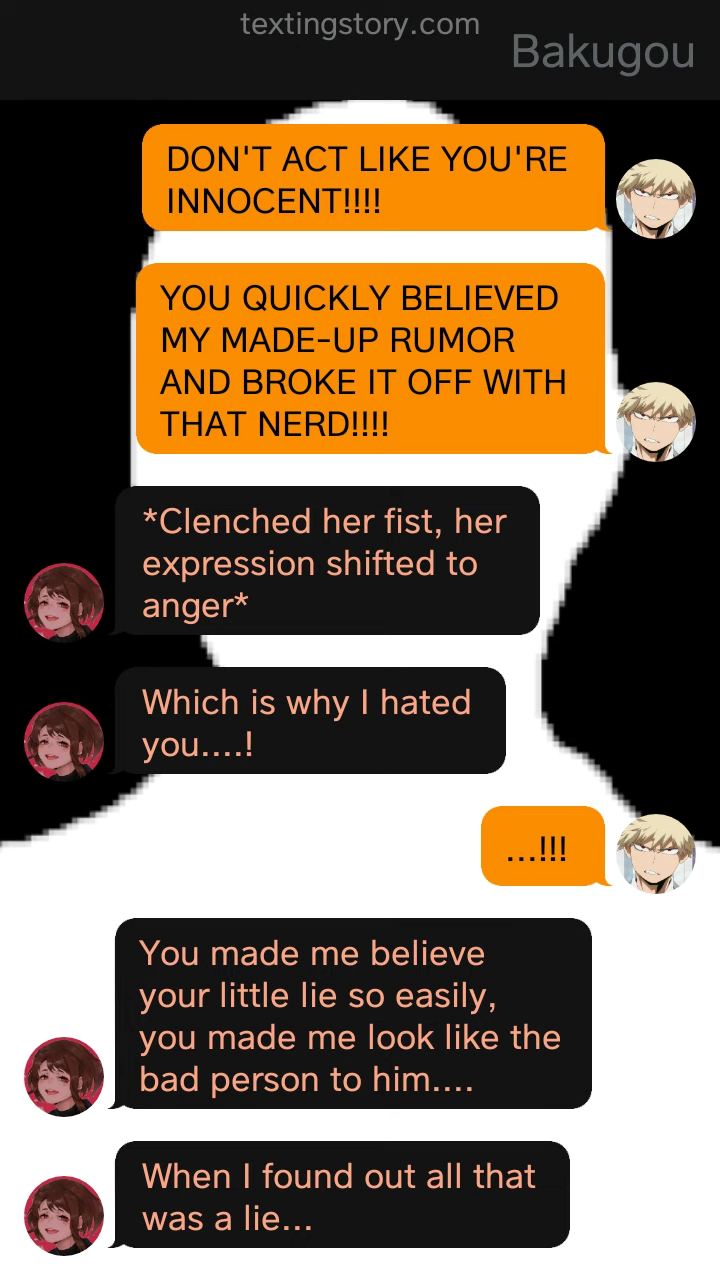 textingstory.com
Bakugou
DON'T ACT LIKE YOU'RE
INNOCENT!!!!
YOU QUICKLY BELIEVED
MY MADE-UP RUMOR
AND BROKE IT OFF WITH
THAT NERD!!!!
*Clenched her fist, her
expression shifted to
anger*
Which is why I hated
you....!
...!!!
You made me believe
your little lie so easily,
you made me look like the
bad person to him....
When I found out all that
was a lie...